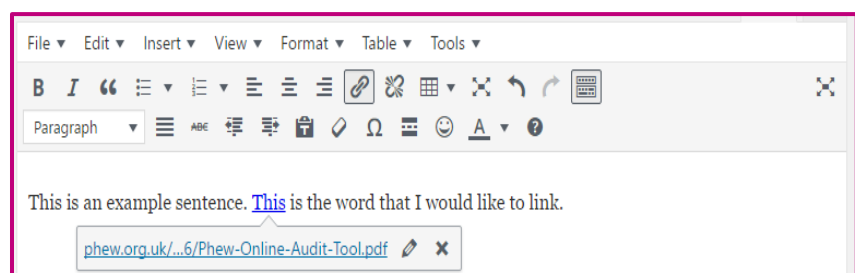 File Edit Insert View Format Table Tools
B I
Paragraph ABC Ω A
This is an example sentence. This is the word that I would like to link.
phew.org.uk/...6/Phew-Online-Audit-Tool.pdf